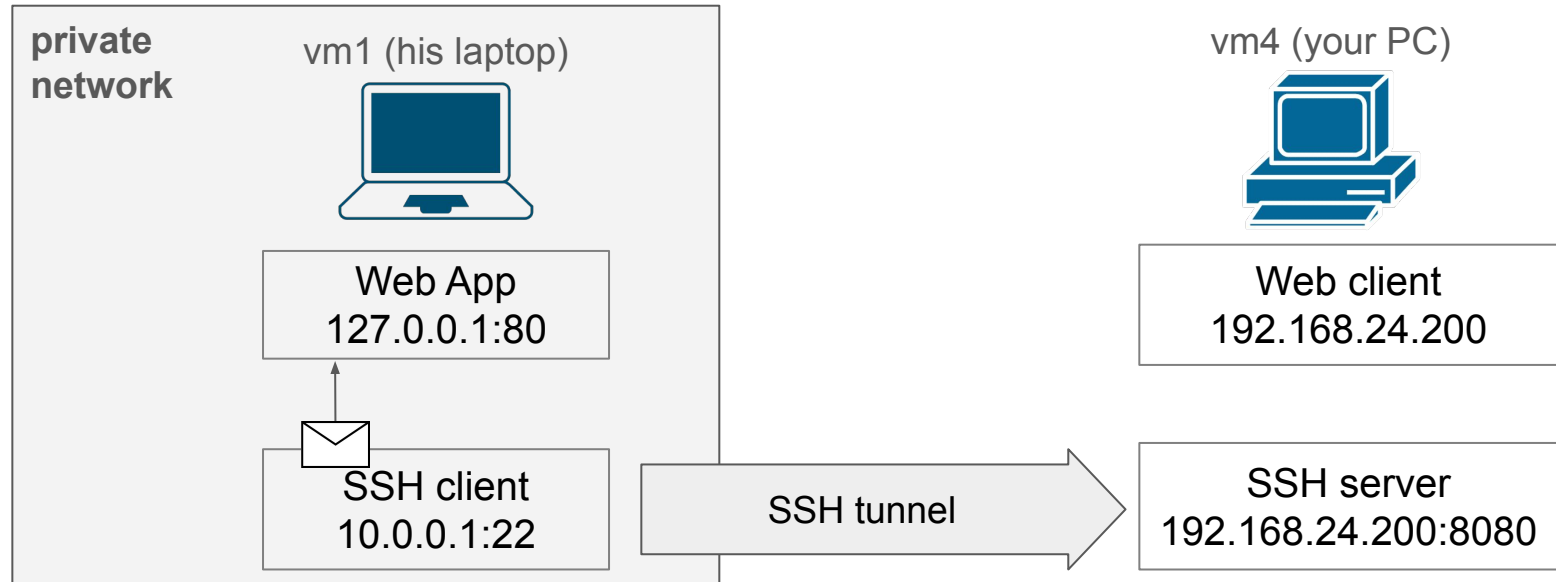 private
network
vm1 (his laptop)
vm4 (your PC)
Web App
127.0.0.1:80
Web client
192.168.24.200
SSH client
10.0.0.1:22
SSH tunnel
SSH server
192.168.24.200:8080